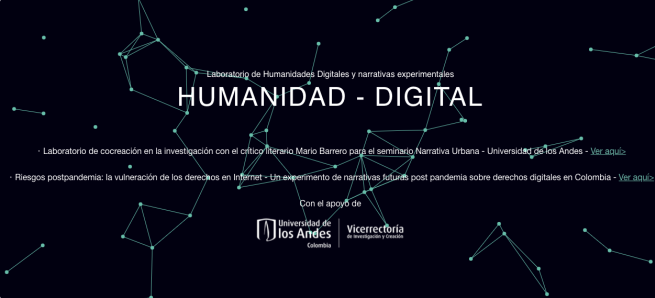 Laboratorio de Humanidades Digitales y narrativas experimentales
HUMANIDAD - DIGITAL
· Laboratorio de cocreación en la investigación con el crítico literario Mario Barrero para el seminario Narrativa Urbana - Universidad de los Andes - Ver aquí>
· Riesgos postpandemia: la vulneración de los derechos en Internet - Un experimento de narrativas futuras post pandemia sobre derechos digitales en Colombia - Ver aquí>
Con el apoyo de
Universidad de
los Andes
Colombia
Vicerrectoría
de Investigación y Creación